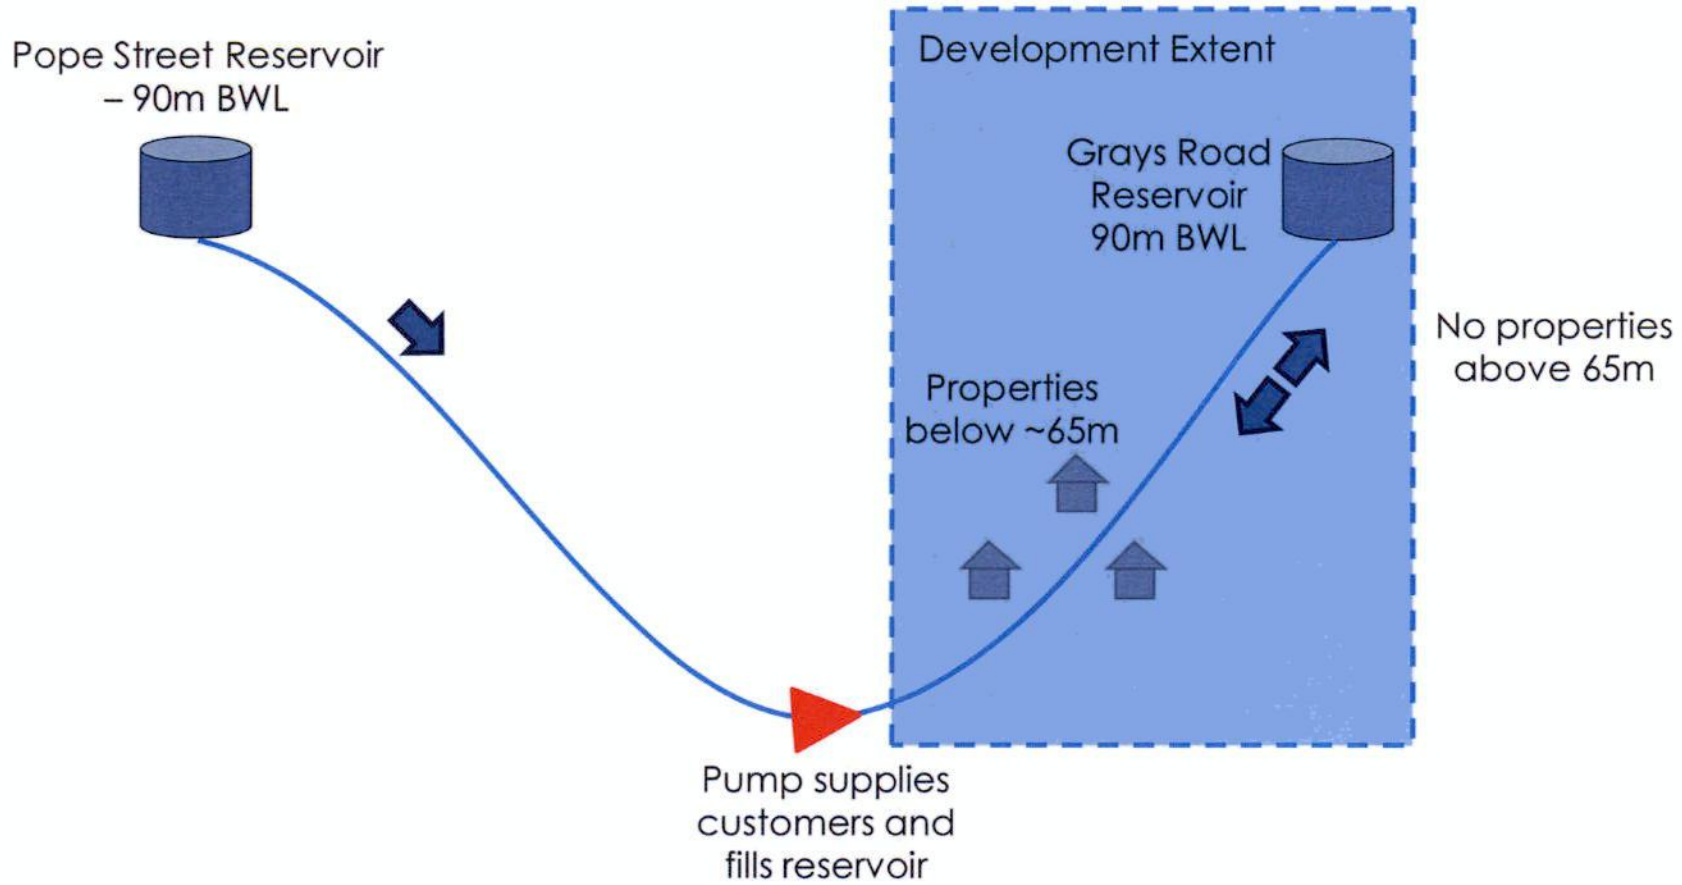 Pope Street Reservoir
– 90m BWL
Development Extent
Grays Road
Reservoir
90m BWL
No properties
above 65m
Properties
below ~65m
Pump supplies
customers and
fills reservoir